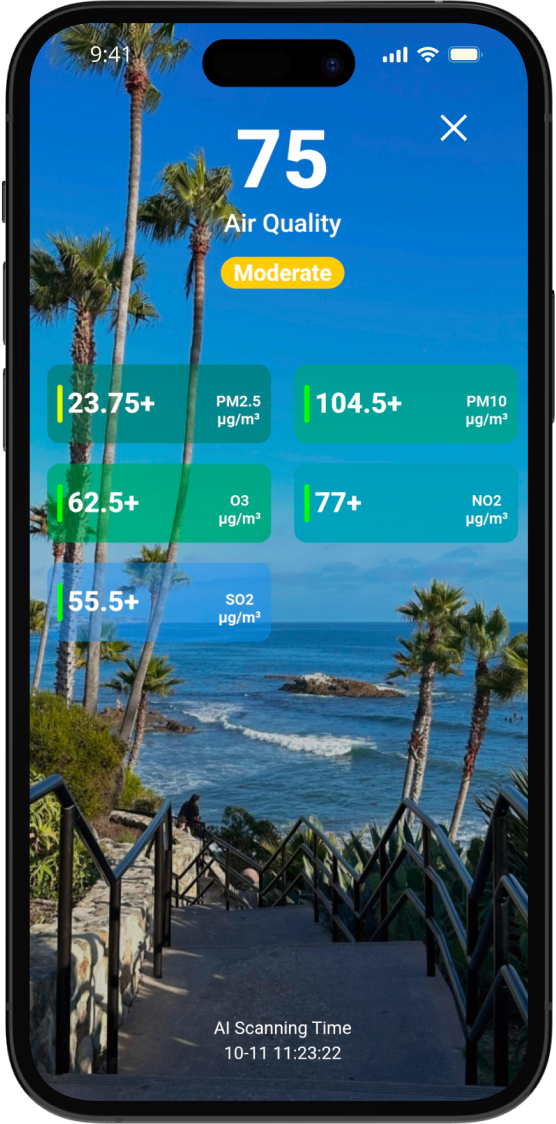 9:41
75
Air Quality
Moderate
23.75+ PM2.5
µg/m³
104.5+ PM10
µg/m³
62.5+ O3
µg/m³
77+ NO2
µg/m³
55.5+ SO2
µg/m³
AI Scanning Time
10-11 11:23:22